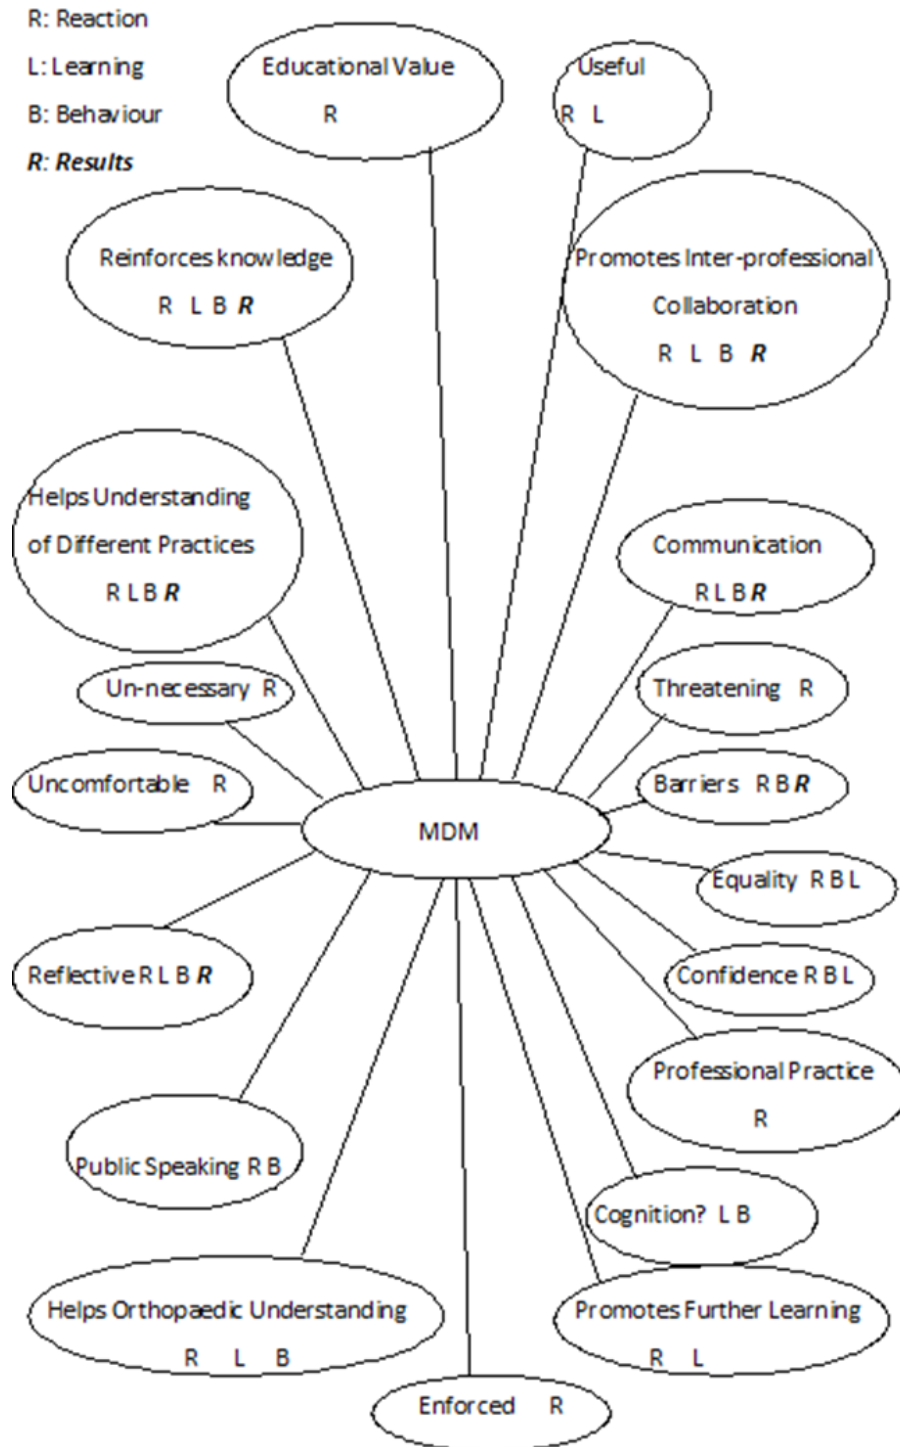 R: Reaction
L: Learning
B: Behaviour
R: Results
Educational Value
R
Useful
R L
Reinforces knowledge
R L B R
Promotes Inter-professional
Collaboration
R L B R
Helps Understanding
of Different Practices
R L B R
Communication
R L B R
Un-necessary R
Threatening R
Uncomfortable R
Barriers R B R
MDM
Equality R B L
Reflective R L B R
Confidence R B L
Professional Practice
R
Public Speaking R B
Cognition? L B
Helps Orthopaedic Understanding
R L B
Promotes Further Learning
R L
Enforced R